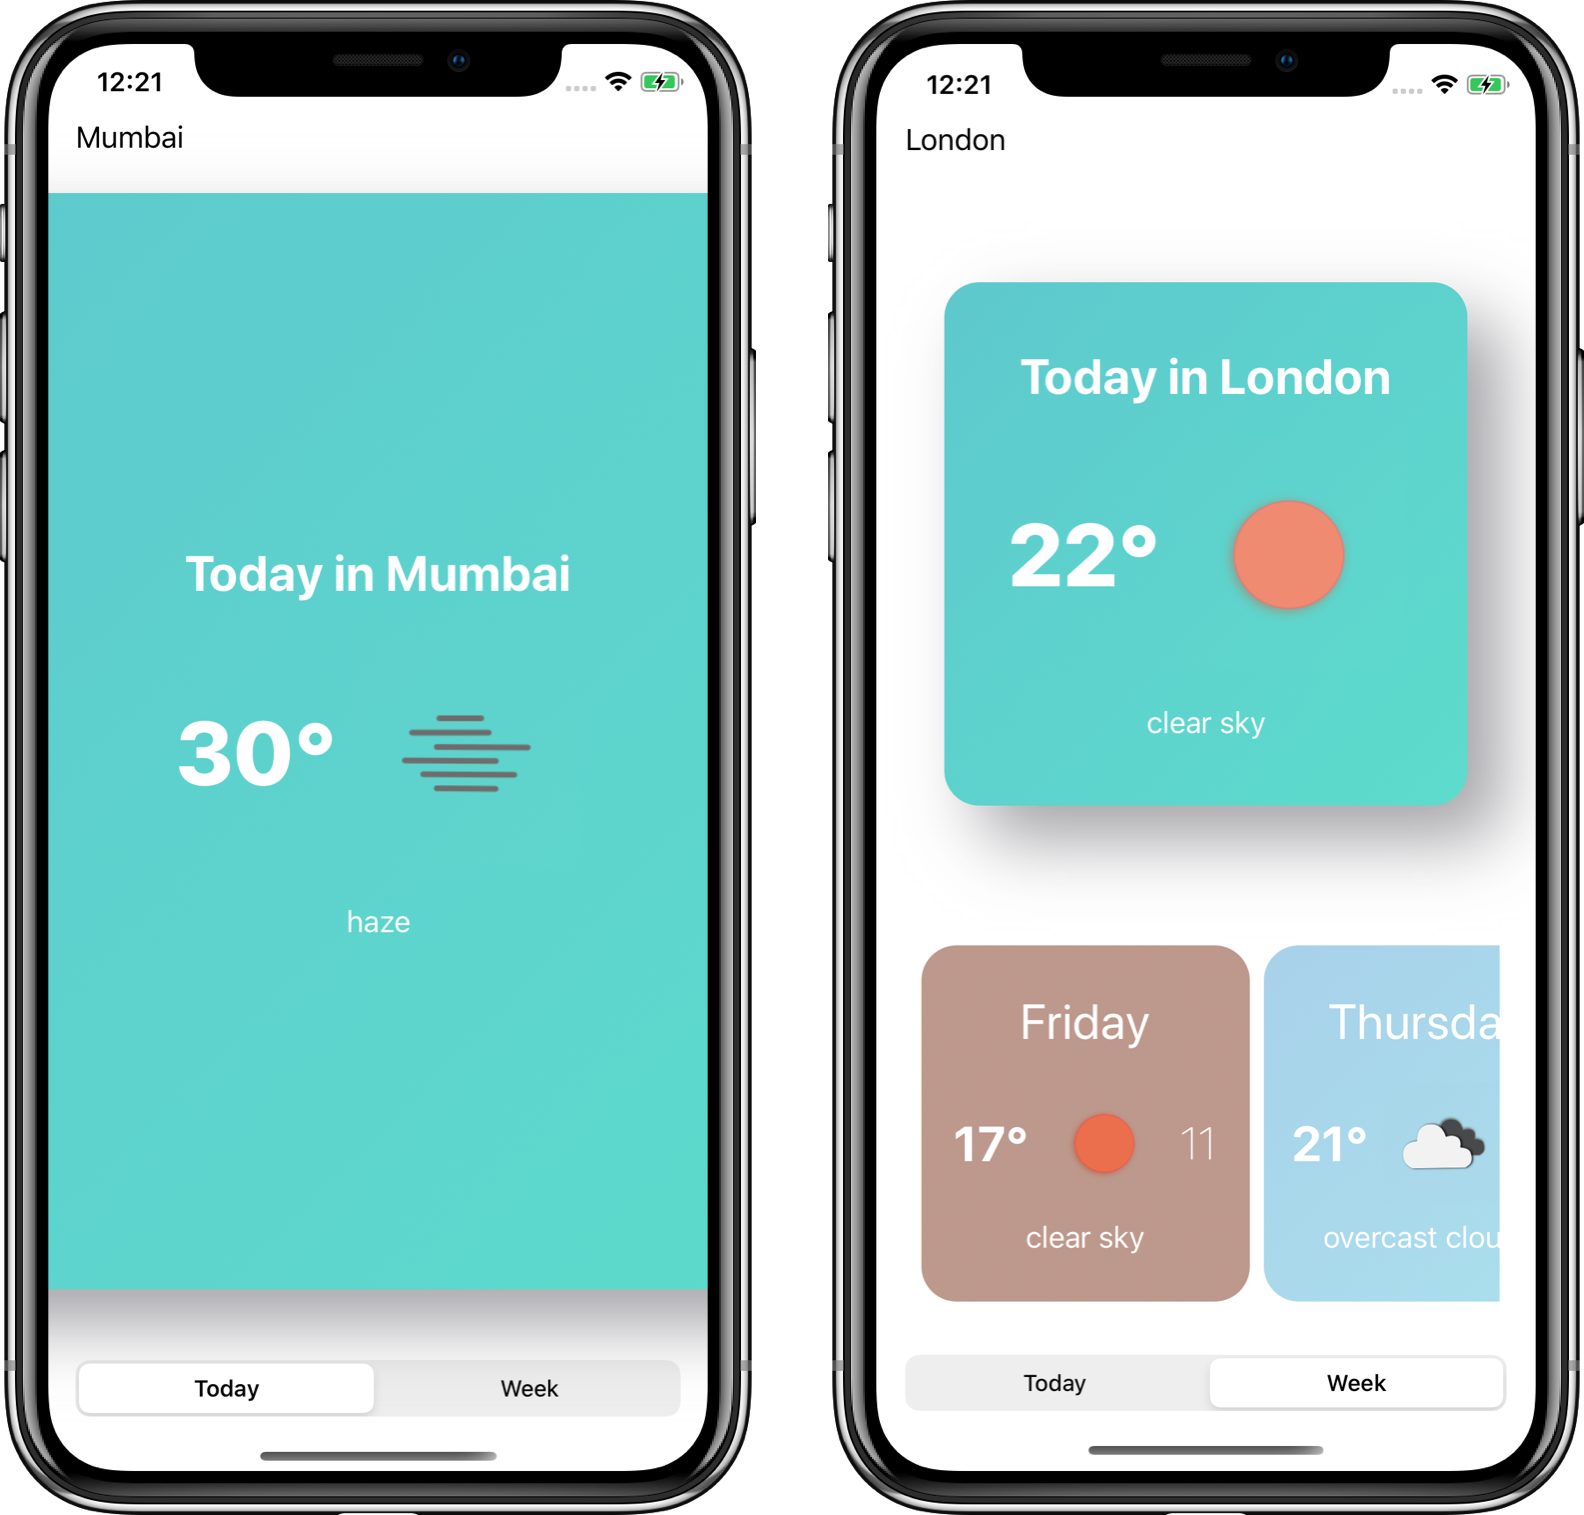 12:21
Mumbai
Today in Mumbai
30°
haze
Today Week
12:21
London
Today in London
22°
clear sky
Friday
17° 11
clear sky
Thursda
21°
overcast clou
Today Week